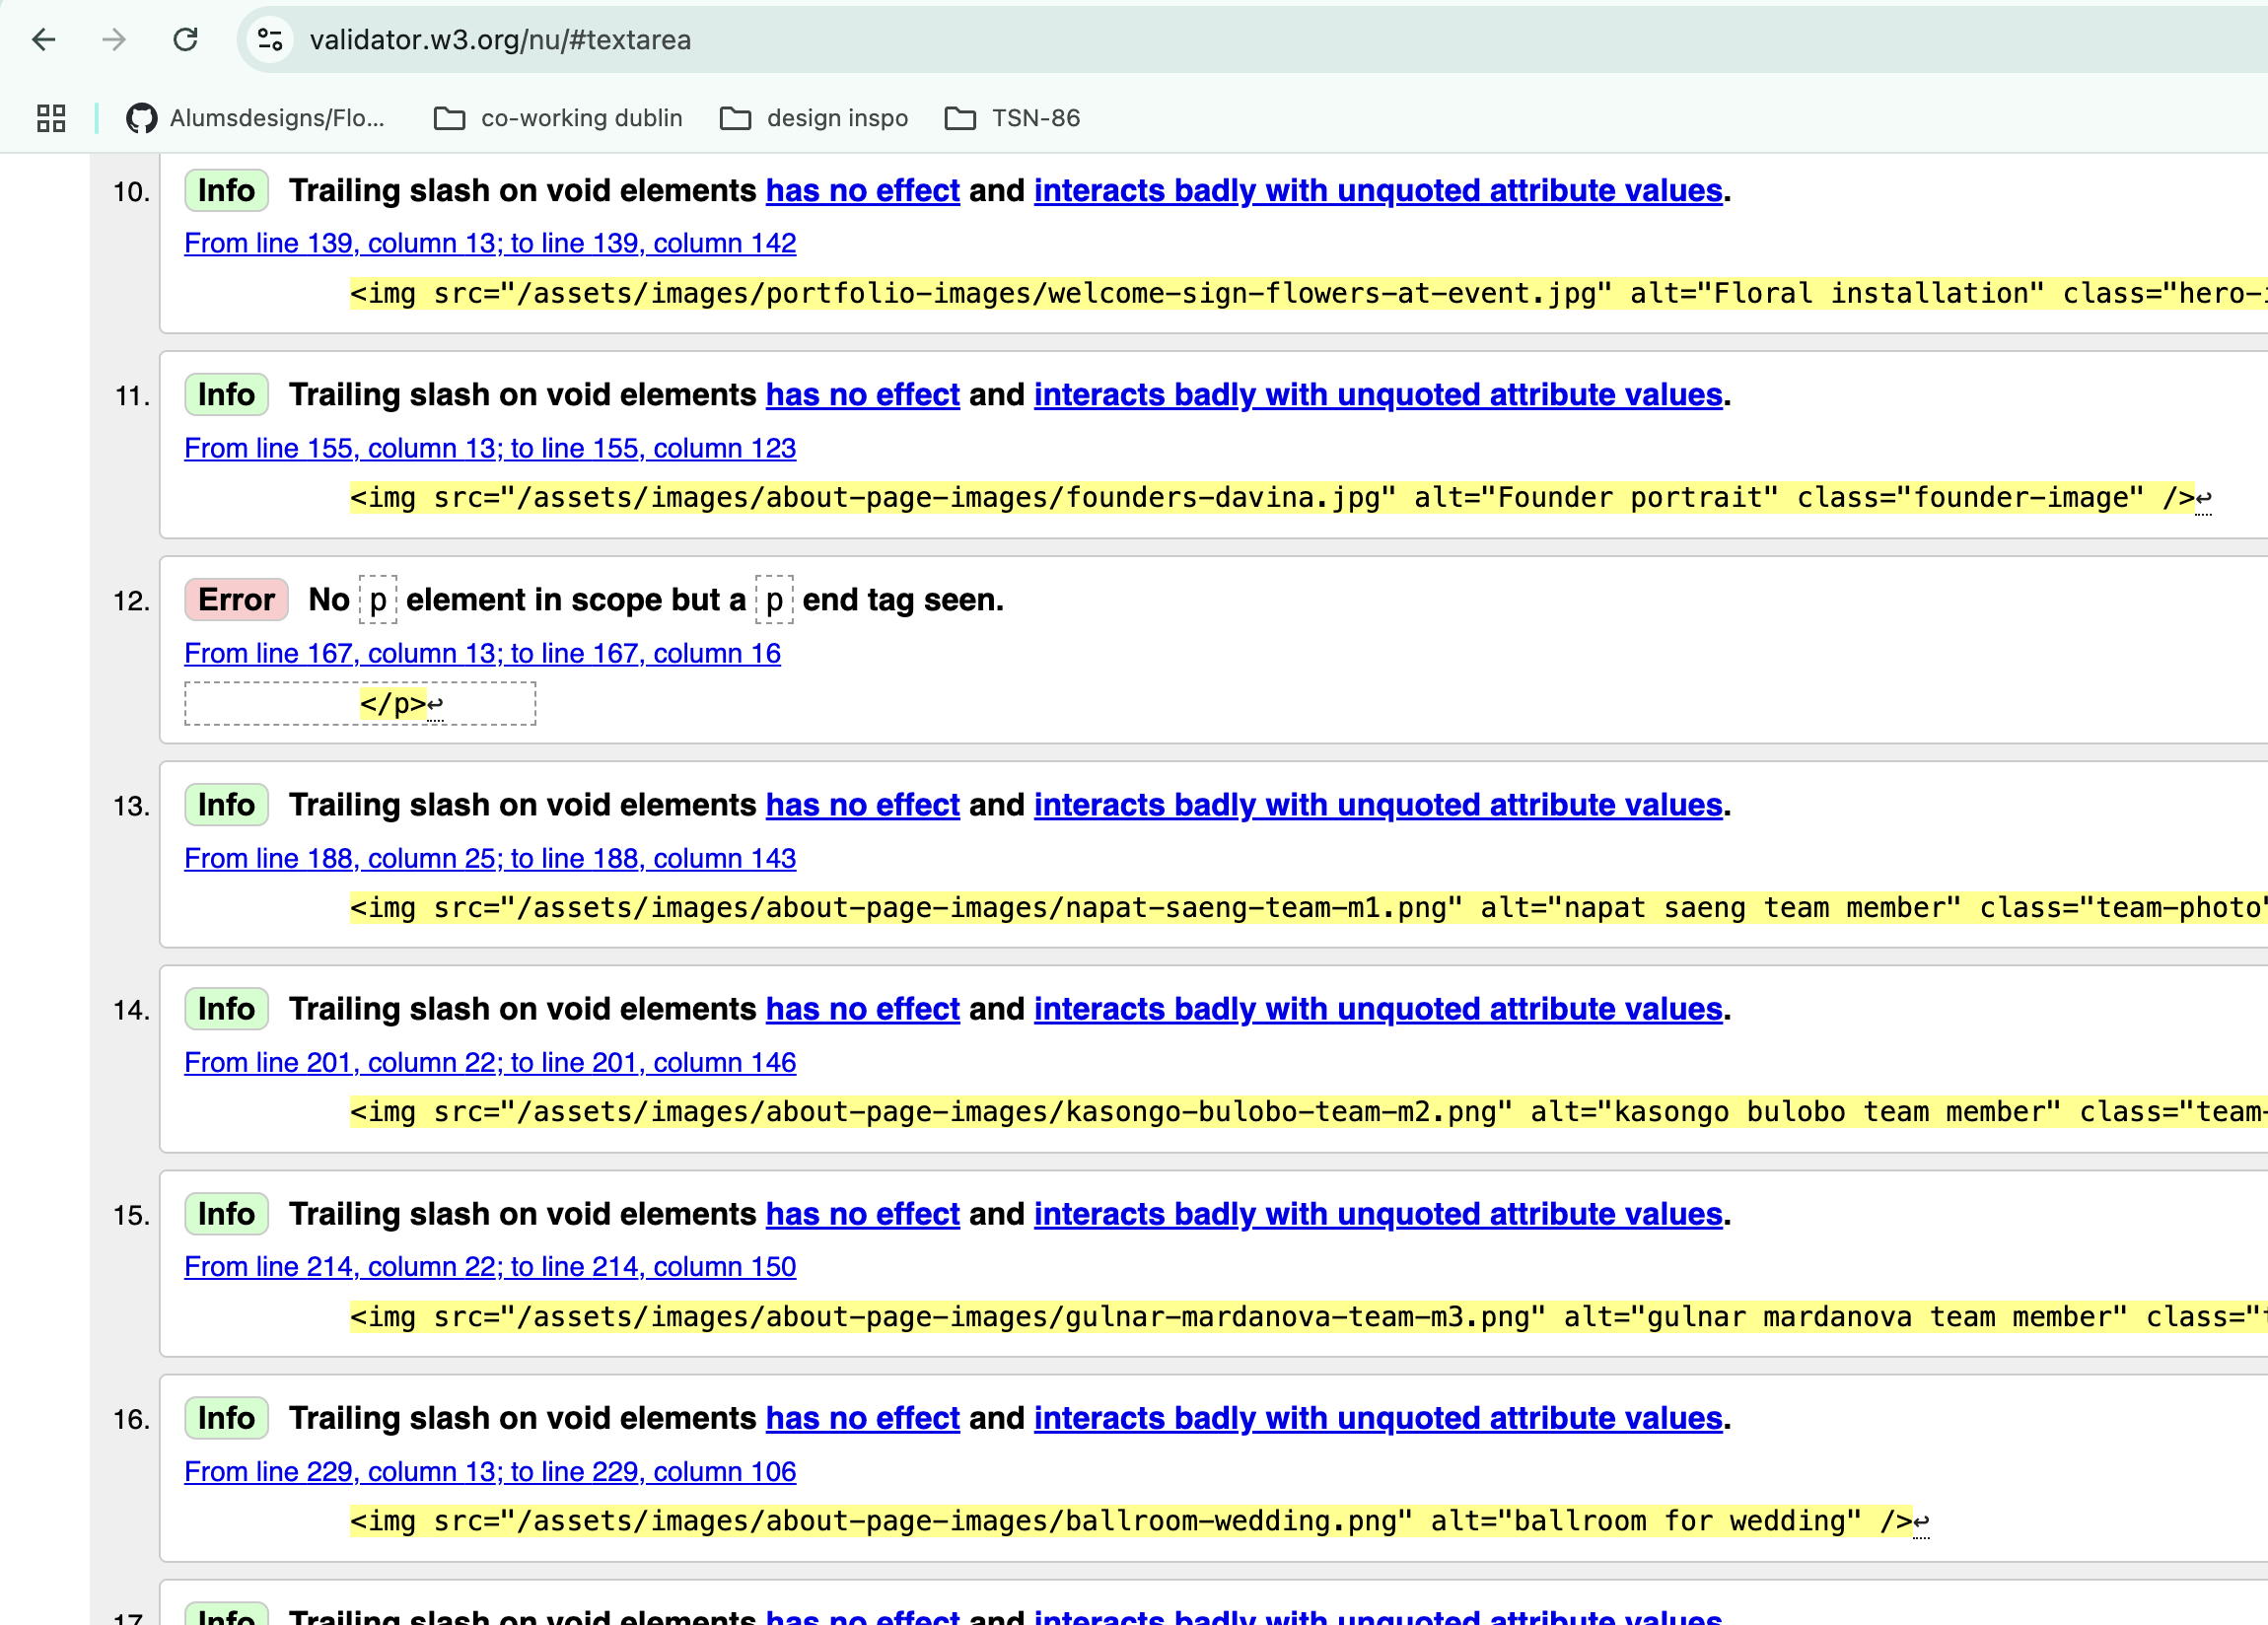 validator.w3.org/nu/#textarea
Alumsdesigns/Flo... co-working dublin design inspo TSN-86
10. Info Trailing slash on void elements has no effect and interacts badly with unquoted attribute values.
From line 139, column 13; to line 139, column 142
<img src="/assets/images/portfolio-images/welcome-sign-flowers-at-event.jpg" alt="Floral installation" class="hero-
11. Info Trailing slash on void elements has no effect and interacts badly with unquoted attribute values.
From line 155, column 13; to line 155, column 123
<img src="/assets/images/about-page-images/founders-davina.jpg" alt="Founder portrait" class="founder-image" />↩
12. Error No p element in scope but a p end tag seen.
From line 167, column 13; to line 167, column 16
</p>↩
13. Info Trailing slash on void elements has no effect and interacts badly with unquoted attribute values.
From line 188, column 25; to line 188, column 143
<img src="/assets/images/about-page-images/napat-saeng-team-m1.png" alt="napat saeng team member" class="team-photo"
14. Info Trailing slash on void elements has no effect and interacts badly with unquoted attribute values.
From line 201, column 22; to line 201, column 146
<img src="/assets/images/about-page-images/kasongo-bulobo-team-m2.png" alt="kasongo bulobo team member" class="team-
15. Info Trailing slash on void elements has no effect and interacts badly with unquoted attribute values.
From line 214, column 22; to line 214, column 150
<img src="/assets/images/about-page-images/gulnar-mardanova-team-m3.png" alt="gulnar mardanova team member" class="t
16. Info Trailing slash on void elements has no effect and interacts badly with unquoted attribute values.
From line 229, column 13; to line 229, column 106
<img src="/assets/images/about-page-images/ballroom-wedding.png" alt="ballroom for wedding" />↩
17. Info Trailing slash on void elements has no effect and interacts badly with unquoted attribute values.